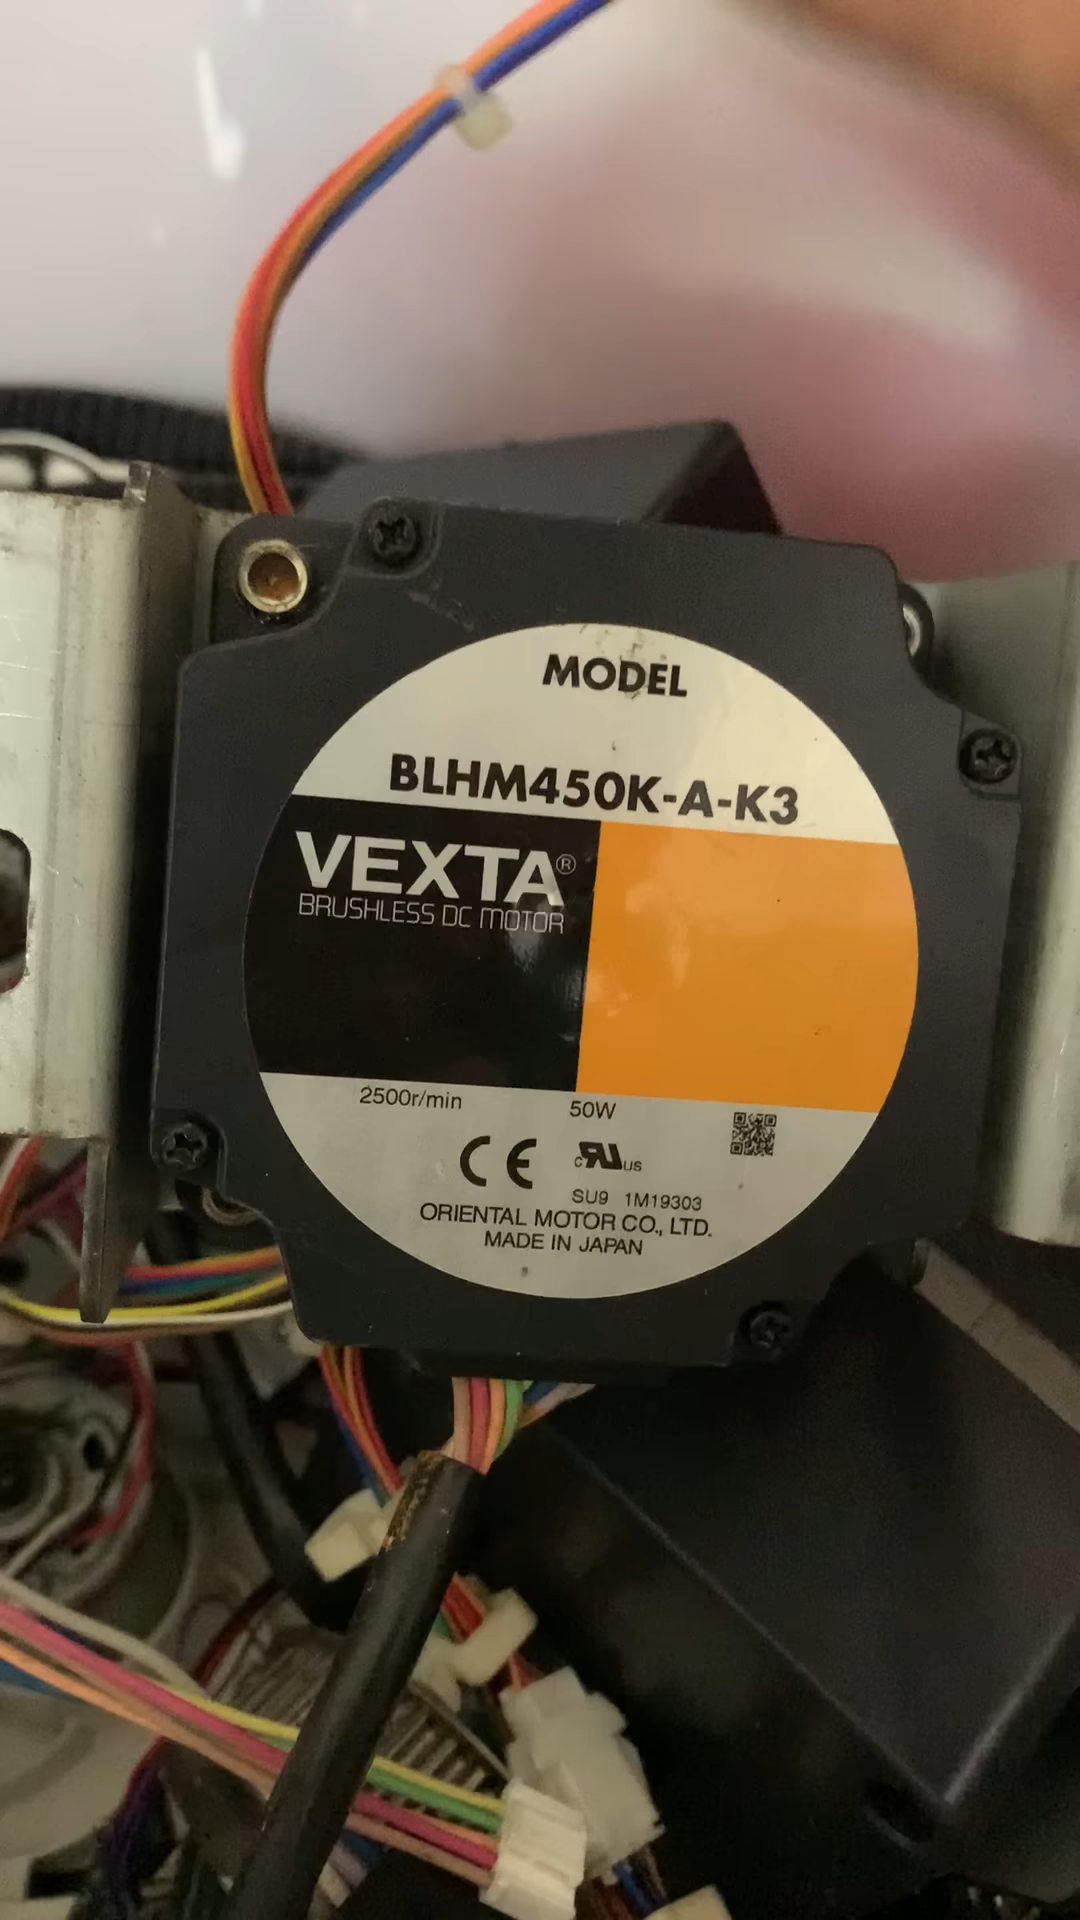 MODEL
BLHM450K-A-K3
VEXTA®
BRUSHLESS DC MOTOR
2500r/min 50W
CE c RU US
SU9 1M19303
ORIENTAL MOTOR CO., LTD.
MADE IN JAPAN